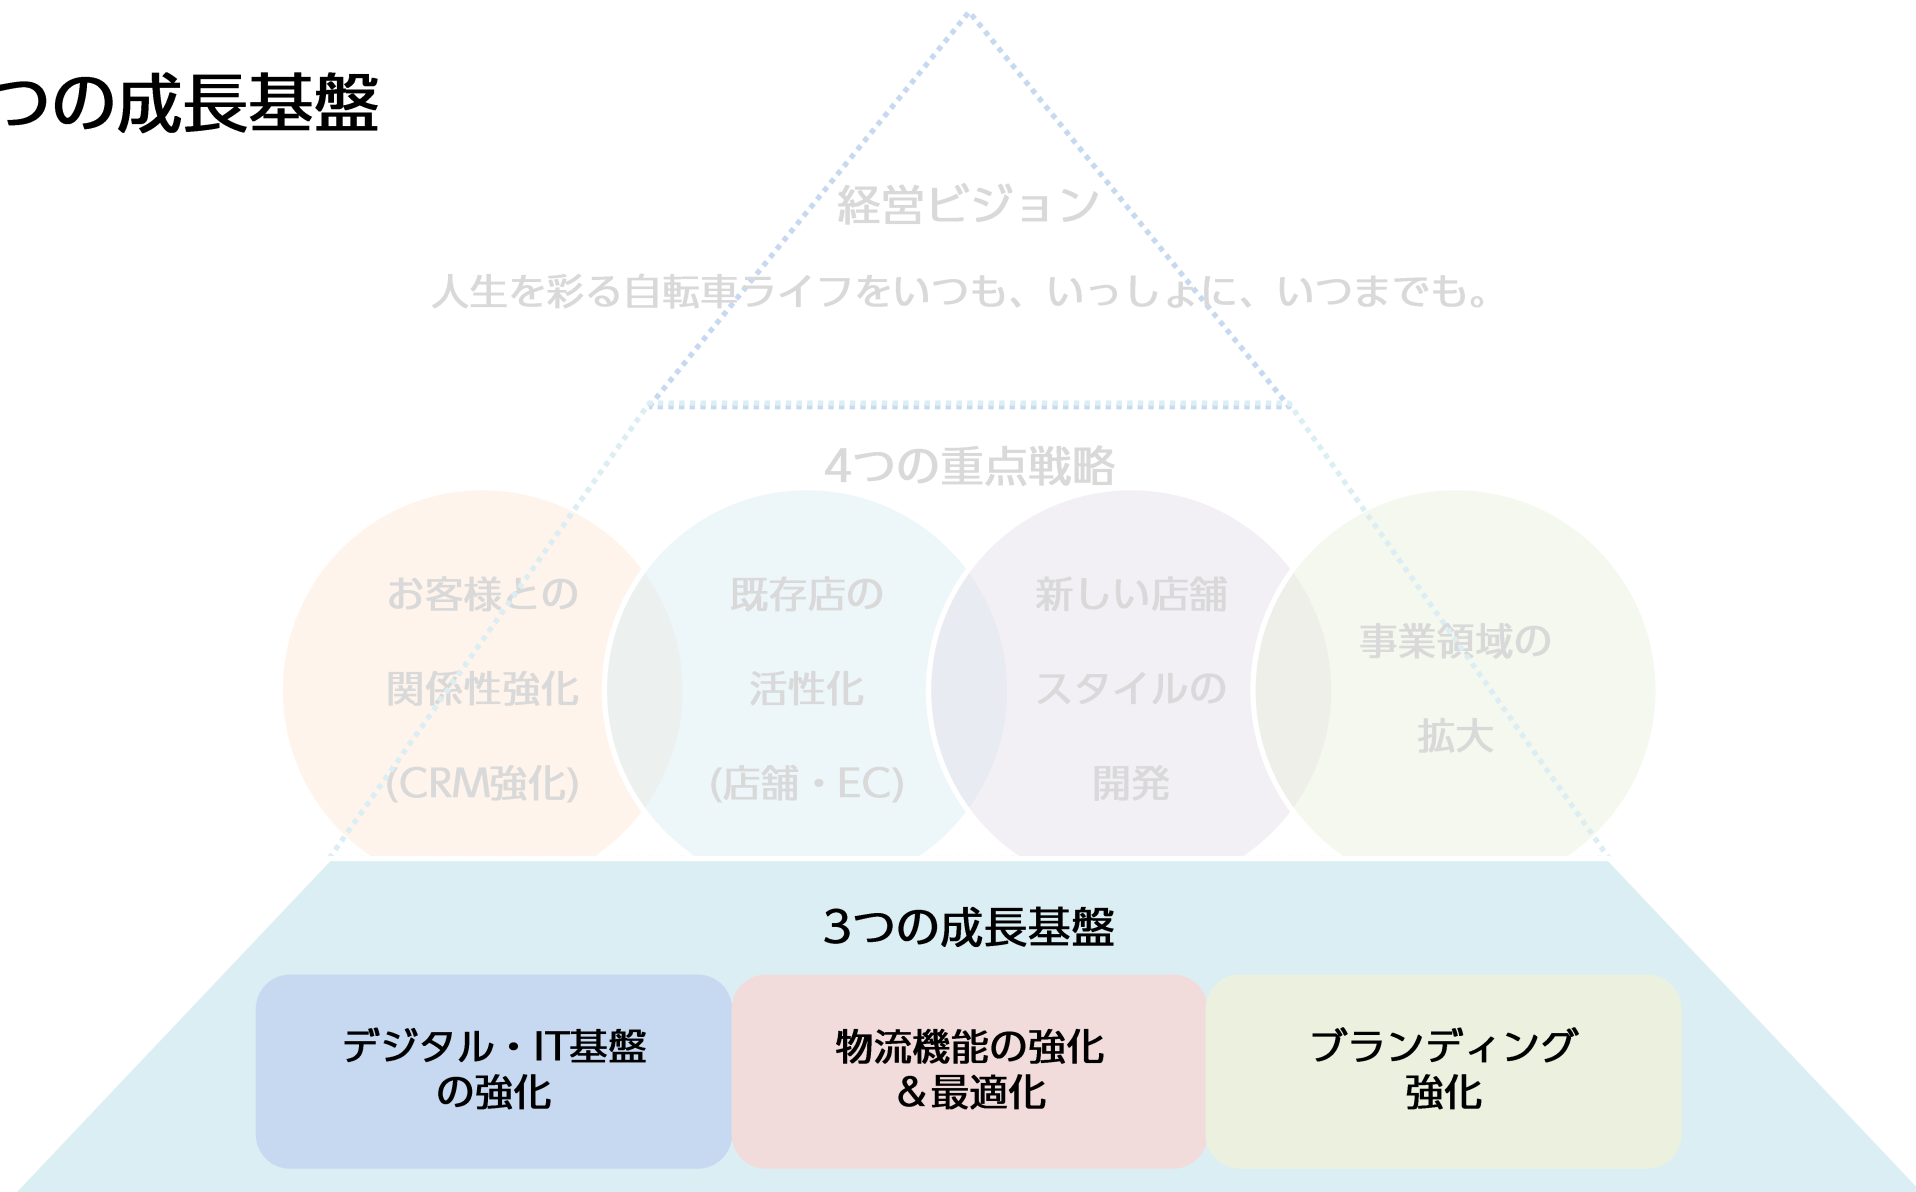 つの成長基盤
経営ビジョン
人生を彩る自転車ライフをいつも、いっしょに、いつまでも。
4つの重点戦略
お客様との
関係性強化
(CRM強化)
既存店の
活性化
(店舗・EC)
新しい店舗
スタイルの
開発
事業領域の
拡大
3つの成長基盤
デジタル・IT基盤
の強化
物流機能の強化
＆最適化
ブランディング
強化